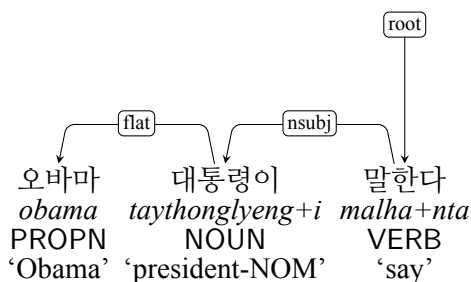 root
flat nsubj
오바마 대통령이 말한다
obama taythonglyeng+i malha+nta
PROPN NOUN VERB
‘Obama’ ‘president-NOM’ ‘say’